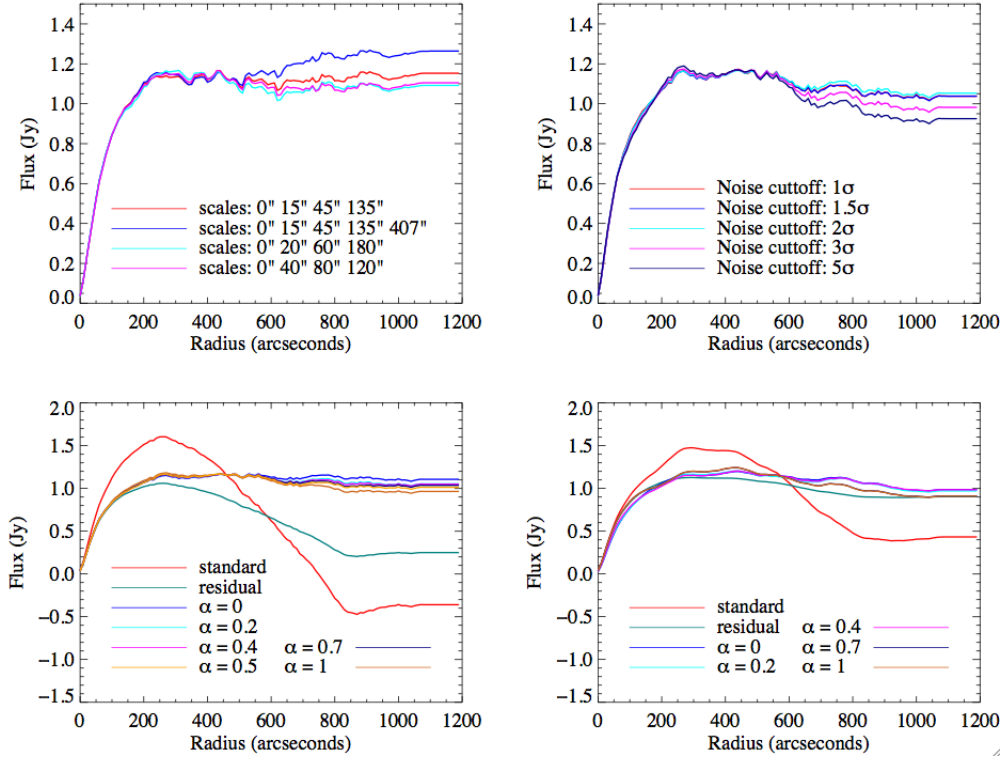 1.4
1.2
1.0
0.8
0.6
0.4
0.2
0.0
Flux (Jy)
scales: 0" 15" 45" 135"
scales: 0" 15" 45" 135" 407"
scales: 0" 20" 60" 180"
scales: 0" 40" 80" 120"
0 200 400 600 800 1000 1200
Radius (arcseconds)
1.4
1.2
1.0
0.8
0.6
0.4
0.2
0.0
Flux (Jy)
Noise cuttoff: 1σ
Noise cuttoff: 1.5σ
Noise cuttoff: 2σ
Noise cuttoff: 3σ
Noise cuttoff: 5σ
0 200 400 600 800 1000 1200
Radius (arcseconds)
2.0
1.5
1.0
0.5
0.0
−0.5
−1.0
−1.5
Flux (Jy)
standard
residual
α = 0
α = 0.2
α = 0.4 α = 0.7
α = 0.5 α = 1
0 200 400 600 800 1000 1200
Radius (arcseconds)
2.0
1.5
1.0
0.5
0.0
−0.5
−1.0
−1.5
Flux (Jy)
standard
residual α = 0.4
α = 0 α = 0.7
α = 0.2 α = 1
0 200 400 600 800 1000 1200
Radius (arcseconds)